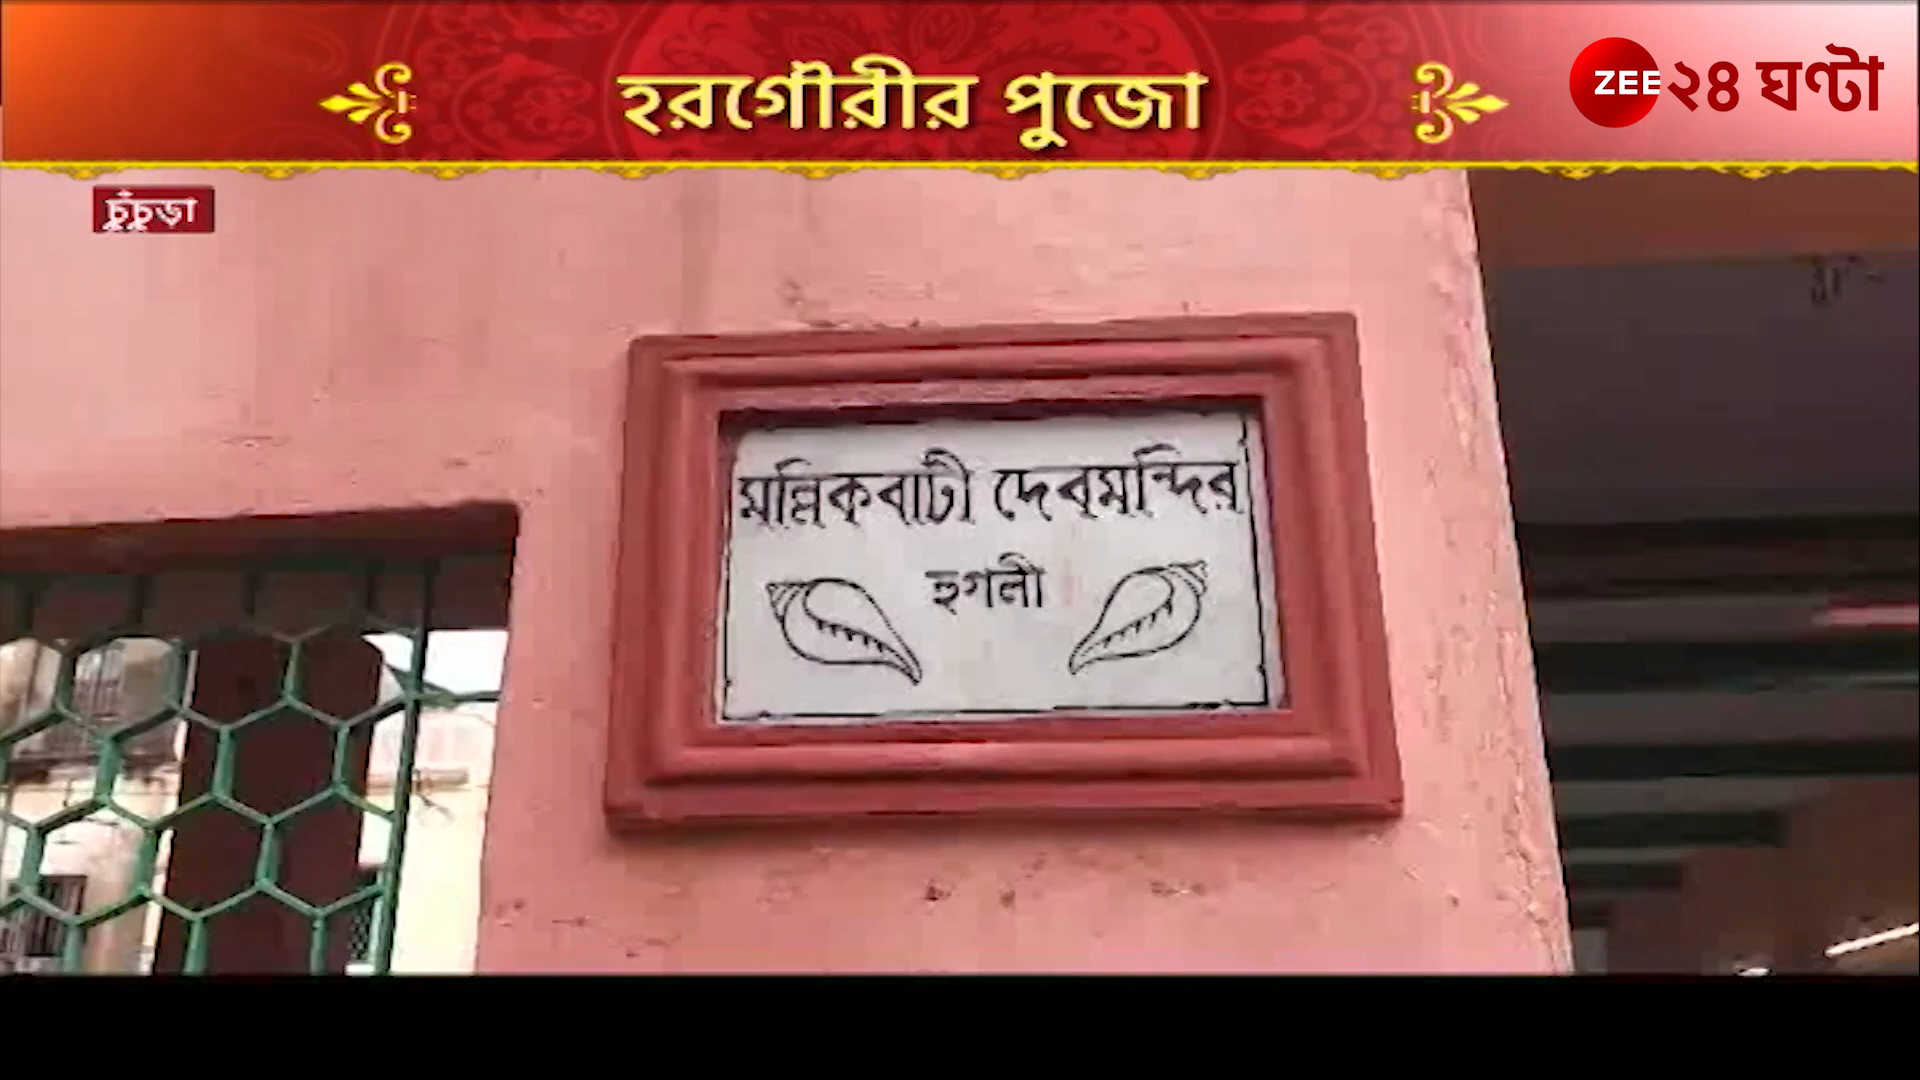 হরগৌরীর পুজো
ZEE ২৪ ঘণ্টা
চুঁচুড়া
মল্লিকবাটী দেবমন্দির
হুগলী